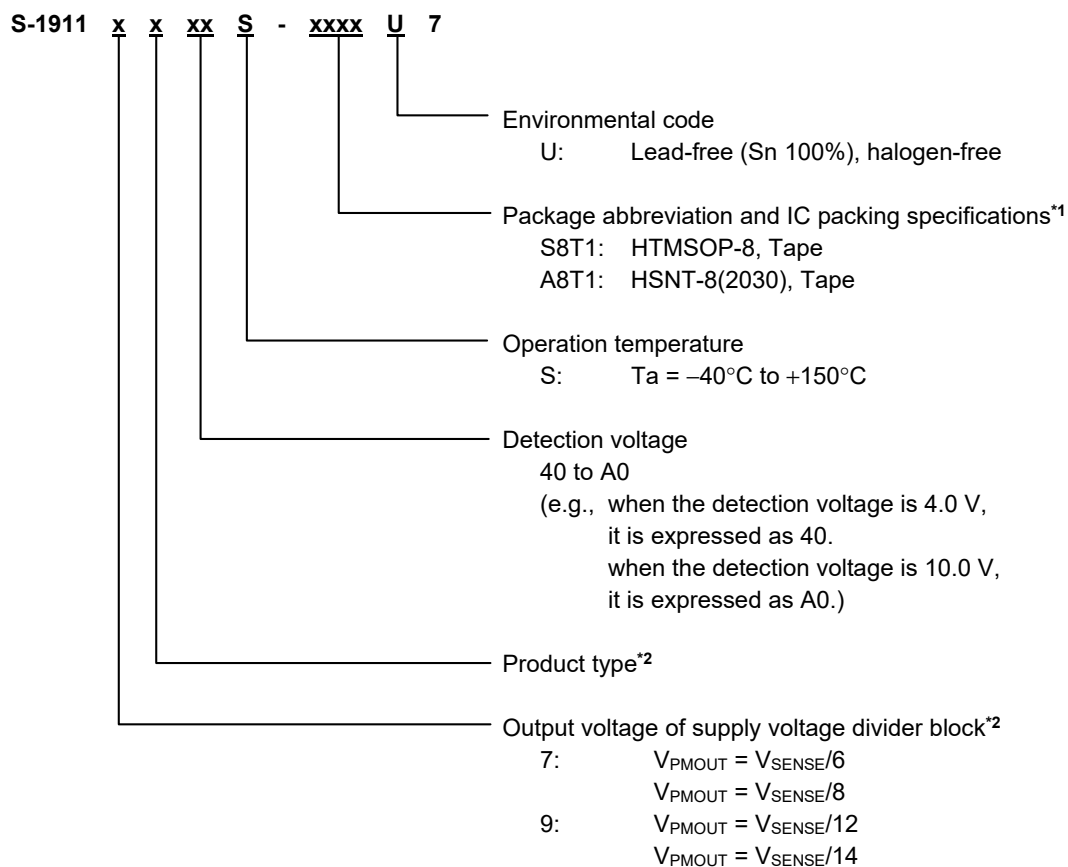 S-1911 x x xx S - xxxx U 7
Environmental code
U: Lead-free (Sn 100%), halogen-free
Package abbreviation and IC packing specifications*1
S8T1: HTMSOP-8, Tape
A8T1: HSNT-8(2030), Tape
Operation temperature
S: Ta = −40°C to +150°C
Detection voltage
40 to A0
(e.g., when the detection voltage is 4.0 V,
it is expressed as 40.
when the detection voltage is 10.0 V,
it is expressed as A0.)
Product type*2
Output voltage of supply voltage divider block*2
7: VPMOUT = VSENSE/6
VPMOUT = VSENSE/8
9: VPMOUT = VSENSE/12
VPMOUT = VSENSE/14